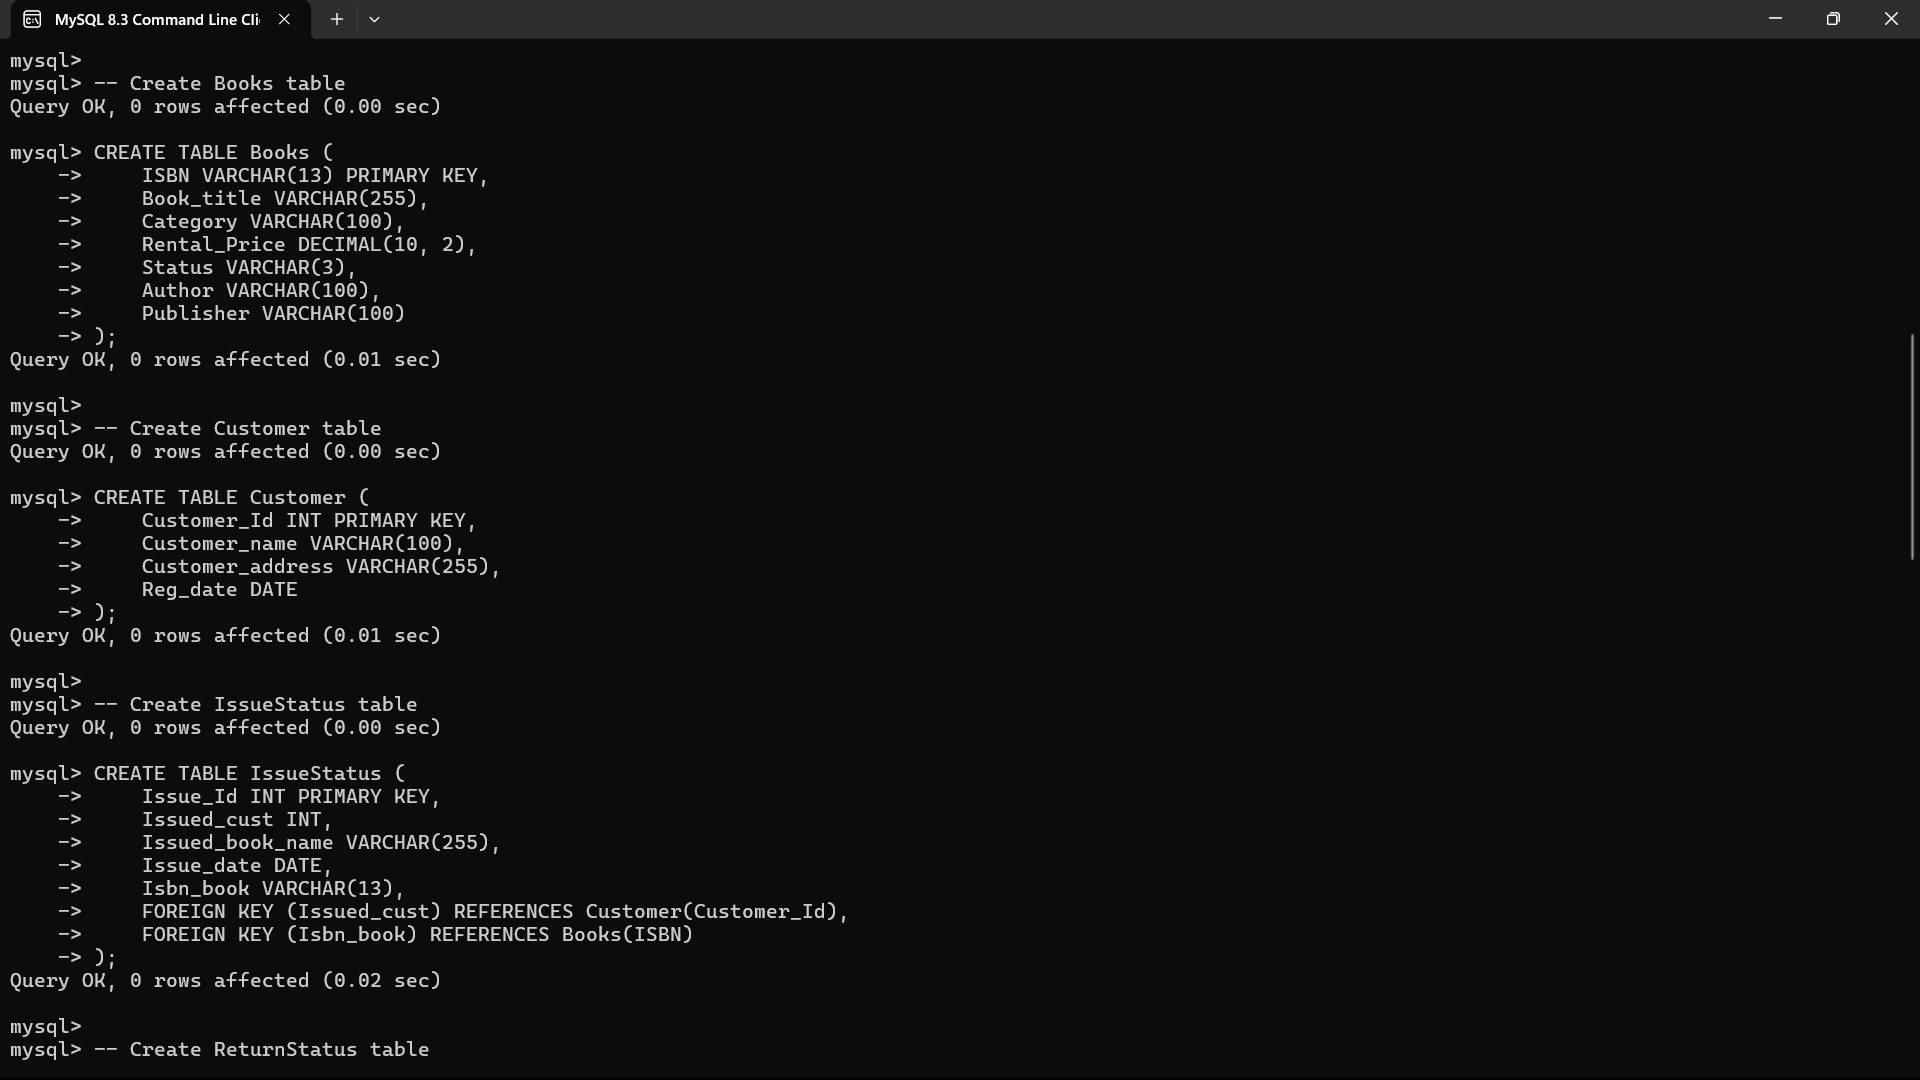 MySQL 8.3 Command Line Cli
mysql>
mysql> -- Create Books table
Query OK, 0 rows affected (0.00 sec)
mysql> CREATE TABLE Books (
    ->     ISBN VARCHAR(13) PRIMARY KEY,
    ->     Book_title VARCHAR(255),
    ->     Category VARCHAR(100),
    ->     Rental_Price DECIMAL(10, 2),
    ->     Status VARCHAR(3),
    ->     Author VARCHAR(100),
    ->     Publisher VARCHAR(100)
    -> );
Query OK, 0 rows affected (0.01 sec)
mysql>
mysql> -- Create Customer table
Query OK, 0 rows affected (0.00 sec)
mysql> CREATE TABLE Customer (
    ->     Customer_Id INT PRIMARY KEY,
    ->     Customer_name VARCHAR(100),
    ->     Customer_address VARCHAR(255),
    ->     Reg_date DATE
    -> );
Query OK, 0 rows affected (0.01 sec)
mysql>
mysql> -- Create IssueStatus table
Query OK, 0 rows affected (0.00 sec)
mysql> CREATE TABLE IssueStatus (
    ->     Issue_Id INT PRIMARY KEY,
    ->     Issued_cust INT,
    ->     Issued_book_name VARCHAR(255),
    ->     Issue_date DATE,
    ->     Isbn_book VARCHAR(13),
    ->     FOREIGN KEY (Issued_cust) REFERENCES Customer(Customer_Id),
    ->     FOREIGN KEY (Isbn_book) REFERENCES Books(ISBN)
    -> );
Query OK, 0 rows affected (0.02 sec)
mysql>
mysql> -- Create ReturnStatus table